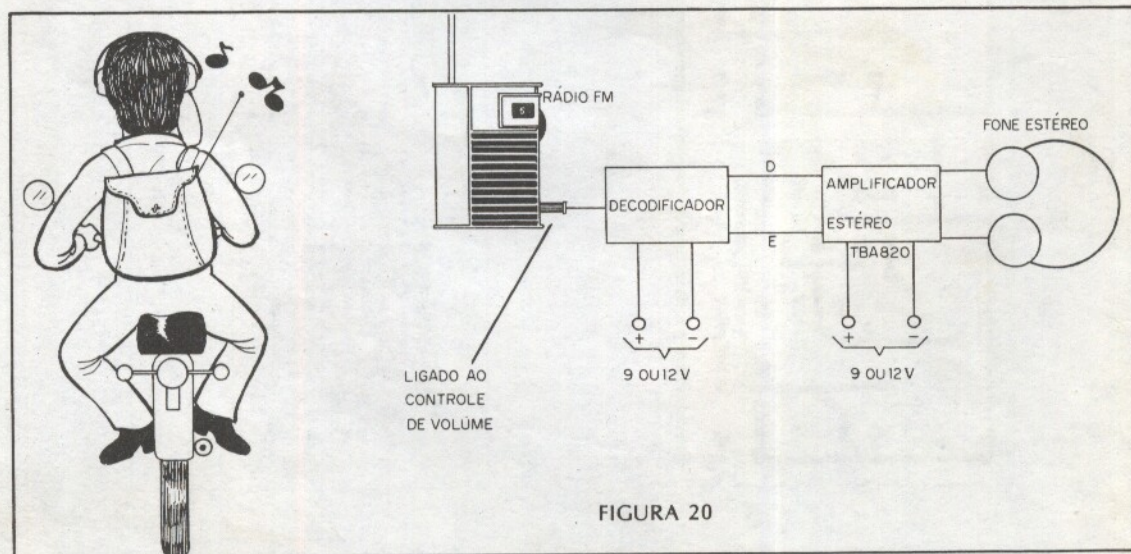 RÁDIO FM
5
LIGADO AO
CONTROLE
DE VOLÚME
DECODIFICADOR
+ -
9 OU 12 V
D
E
AMPLIFICADOR
ESTÉREO
TBA820
+ -
9 OU 12 V
FONE ESTÉREO
FIGURA 20